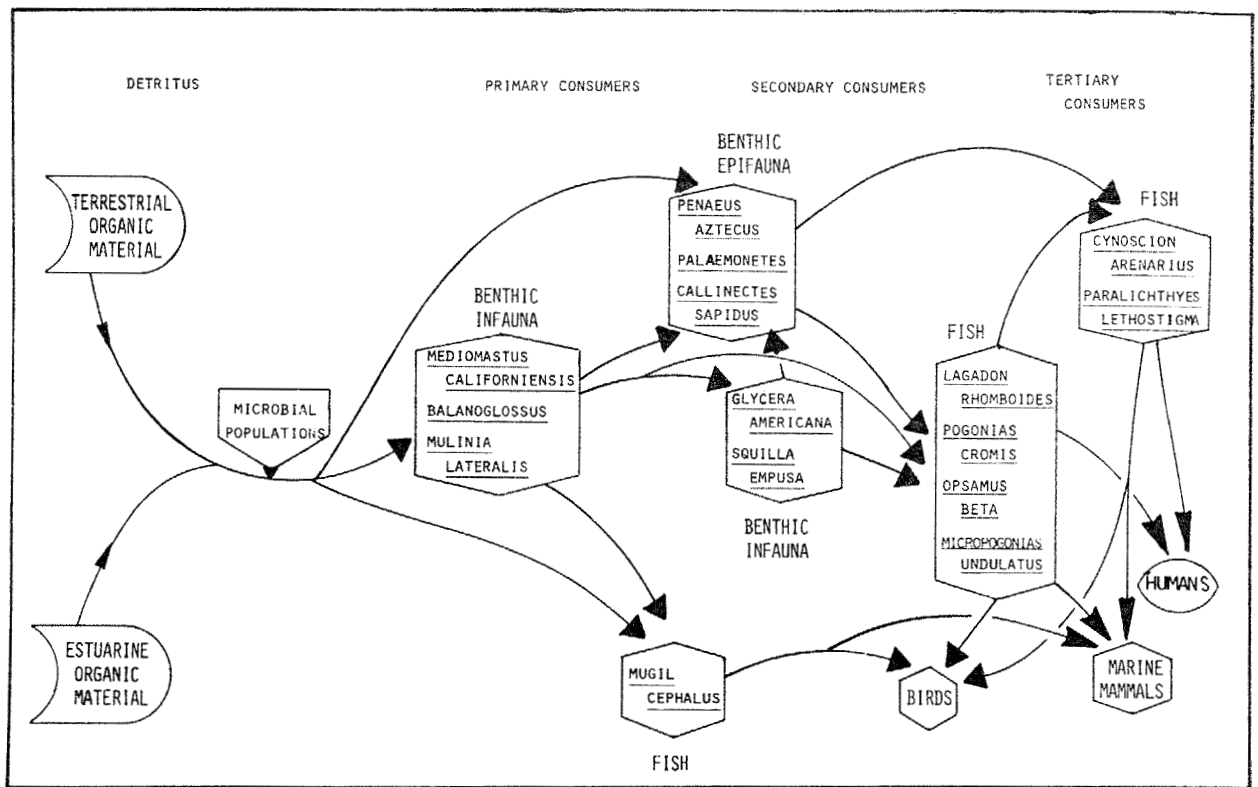 DETRITUS
PRIMARY CONSUMERS
SECONDARY CONSUMERS
TERTIARY
CONSUMERS
TERRESTRIAL
ORGANIC
MATERIAL
MICROBIAL
POPULATIONS
ESTUARINE
ORGANIC
MATERIAL
BENTHIC
INFAUNA
MEDIOMASTUS
CALIFORNIENSIS
BALANOGLOSSUS
MULINIA
LATERALIS
BENTHIC
EPIFAUNA
PENAEUS
AZTECUS
PALAEMONETES
CALLINECTES
SAPIDUS
GLYCERA
AMERICANA
SQUILLA
EMPUSA
BENTHIC
INFAUNA
MUGIL
CEPHALUS
FISH
FISH
LAGADON
RHOMBOIDES
POGONIAS
CROMIS
OPSAMUS
BETA
MICROPOGONIAS
UNDULATUS
FISH
CYNOSCION
ARENARIUS
PARALICHTHYES
LETHOSTIGMA
HUMANS
BIRDS
MARINE
MAMMALS